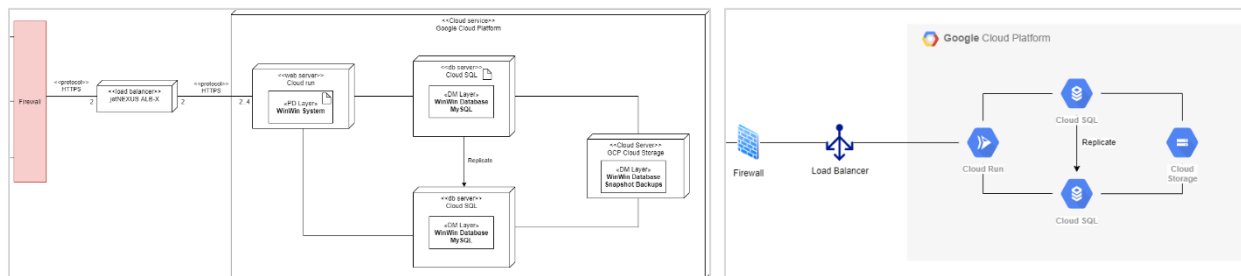 Firewall
<<protocol>>
HTTPS
2
<<load balancer>>
jetNEXUS ALB-X
2
<<protocol>>
HTTPS
2..4
<<Cloud service>>
Google Cloud Platform
<<web server>>
Cloud run
«PD Layer»
WinWin System
<<db server>>
Cloud SQL
«DM Layer»
WinWin Database
MySQL
Replicate
<<db server>>
Cloud SQL
«DM Layer»
WinWin Database
MySQL
<<Cloud Server>>
GCP Cloud Storage
«DM Layer»
WinWin Database
Snapshot Backups
Google Cloud Platform
Firewall
Load Balancer
Cloud Run
Cloud SQL
Replicate
Cloud SQL
Cloud
Storage